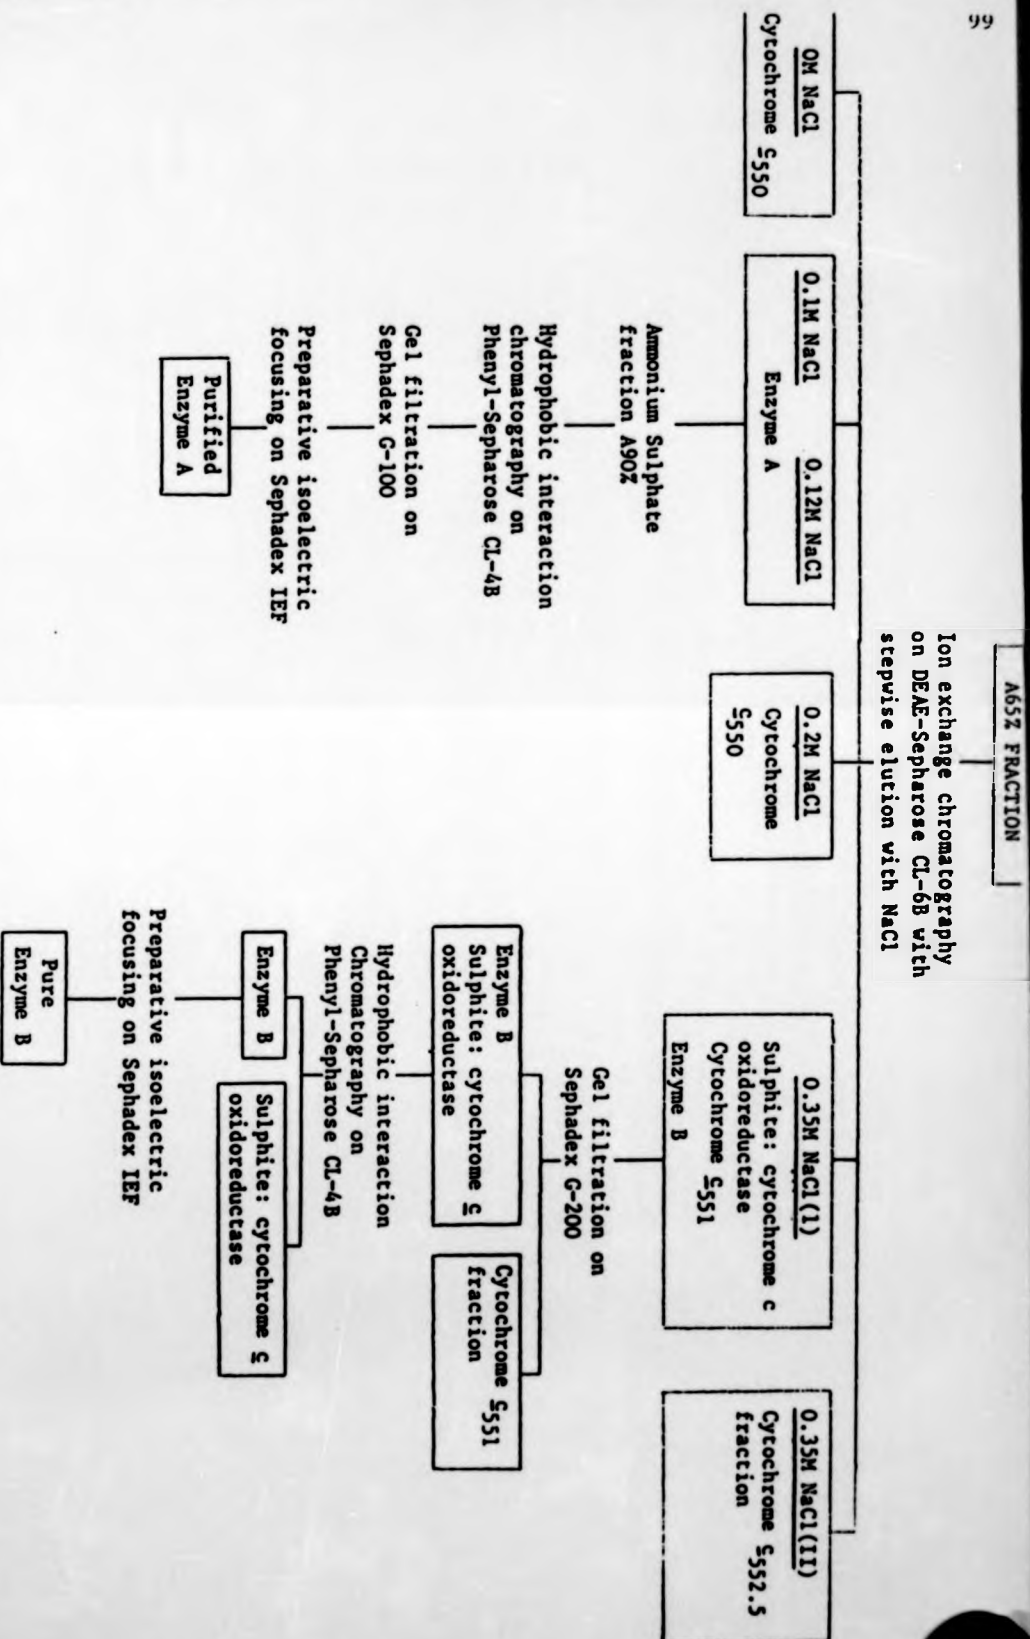 99
A65% FRACTION
Ion exchange chromatography
on DEAE-Sepharose CL-6B with
stepwise elution with NaCl
0M NaCl
Cytochrome c550
0.1M NaCl 0.12M NaCl
Enzyme A
Ammonium Sulphate
fraction A90%
Hydrophobic interaction
chromatography on
Phenyl-Sepharose CL-4B
Gel filtration on
Sephadex G-100
Preparative isoelectric
focusing on Sephadex IEF
Purified
Enzyme A
0.2M NaCl
Cytochrome
c550
0.35M NaCl(I)
Sulphite: cytochrome c
oxidoreductase
Cytochrome c551
Enzyme B
Gel filtration on
Sephadex G-200
Enzyme B
Sulphite: cytochrome c
oxidoreductase
Cytochrome c551
fraction
Hydrophobic interaction
Chromatography on
Phenyl-Sepharose CL-4B
Enzyme B
Sulphite: cytochrome c
oxidoreductase
Preparative isoelectric
focusing on Sephadex IEF
Pure
Enzyme B
0.35M NaCl(II)
Cytochrome c552.5
fraction